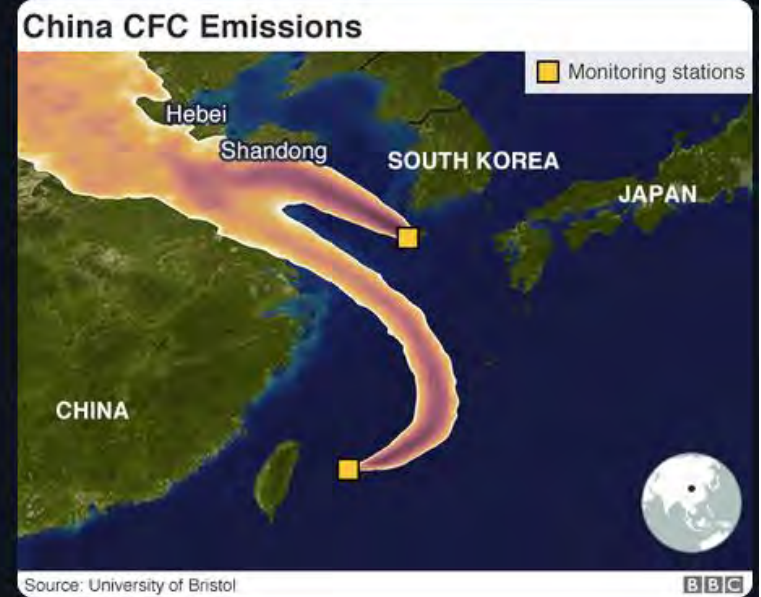 China CFC Emissions
Monitoring stations
Hebei
Shandong
SOUTH KOREA
JAPAN
CHINA
Source: University of Bristol
BBC